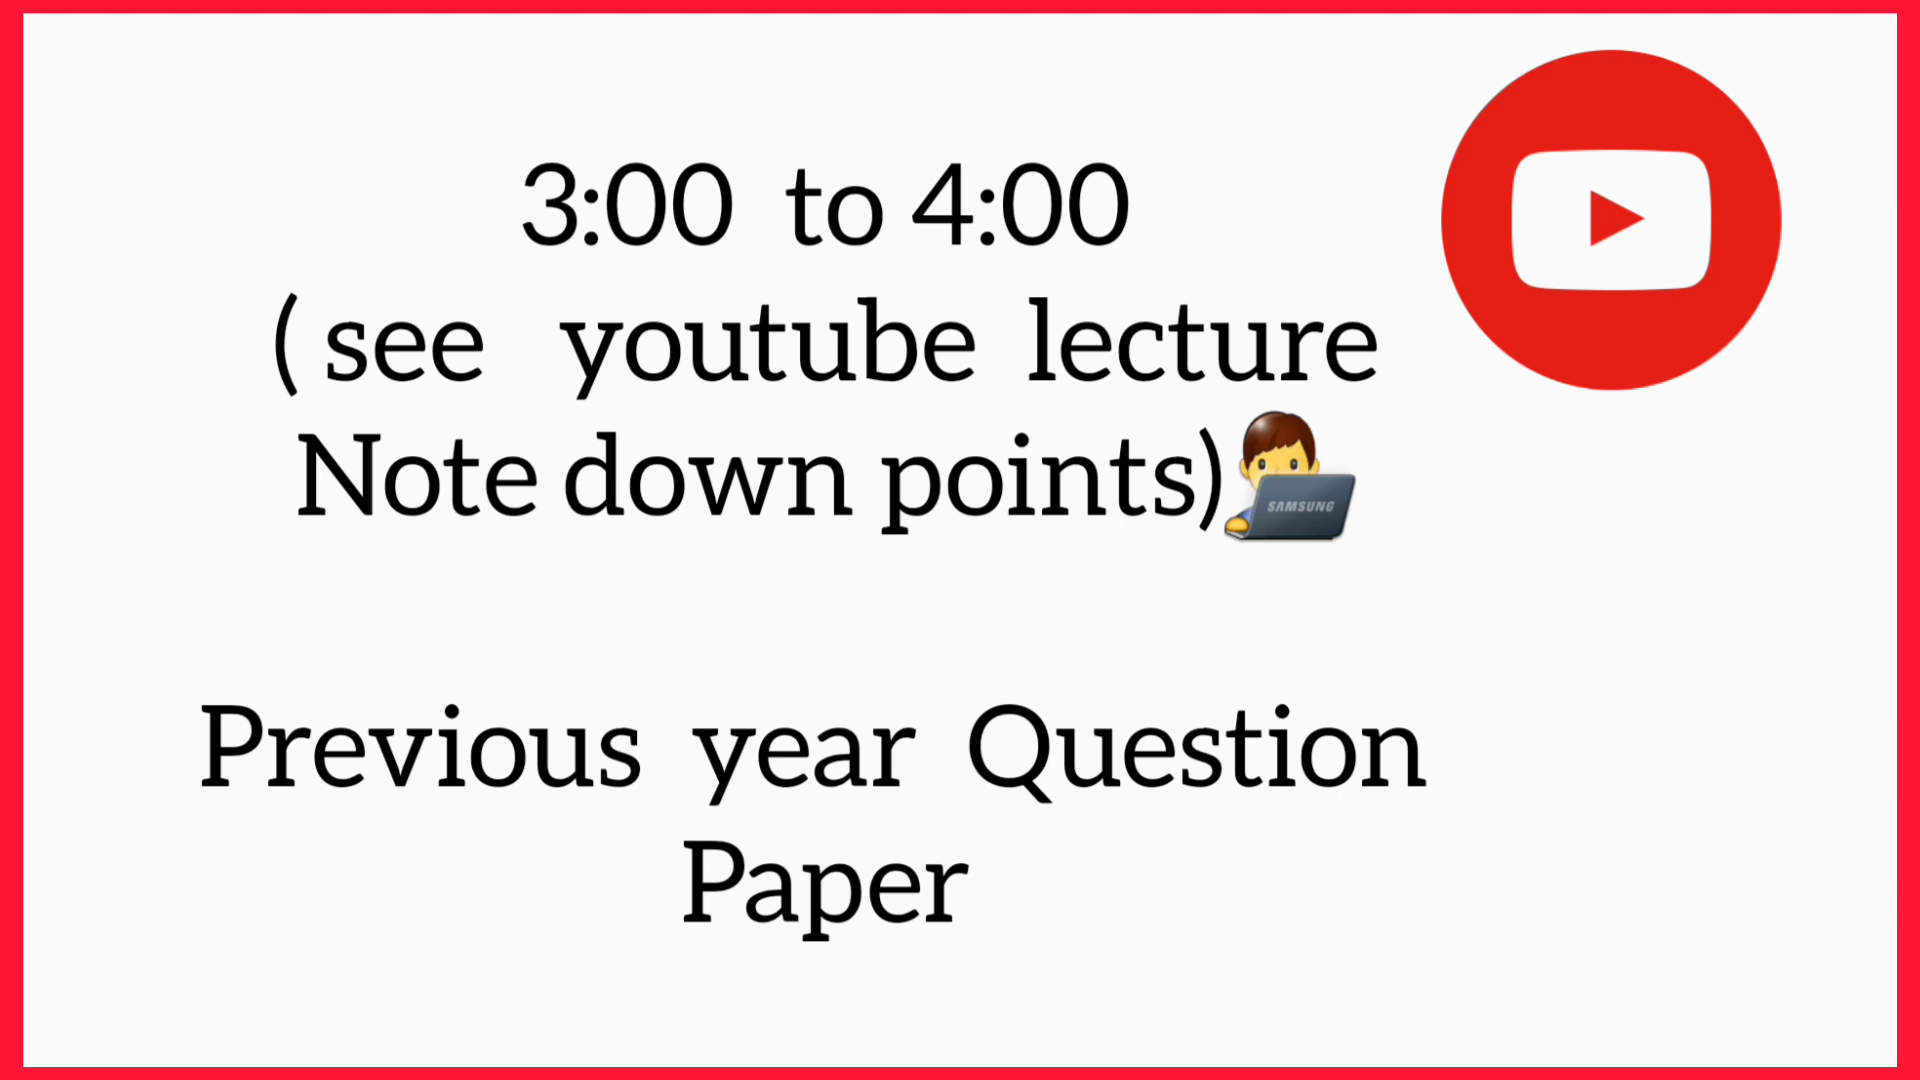 3:00 to 4:00
( see youtube lecture
Note down points)
SAMSUNG
Previous year Question
Paper